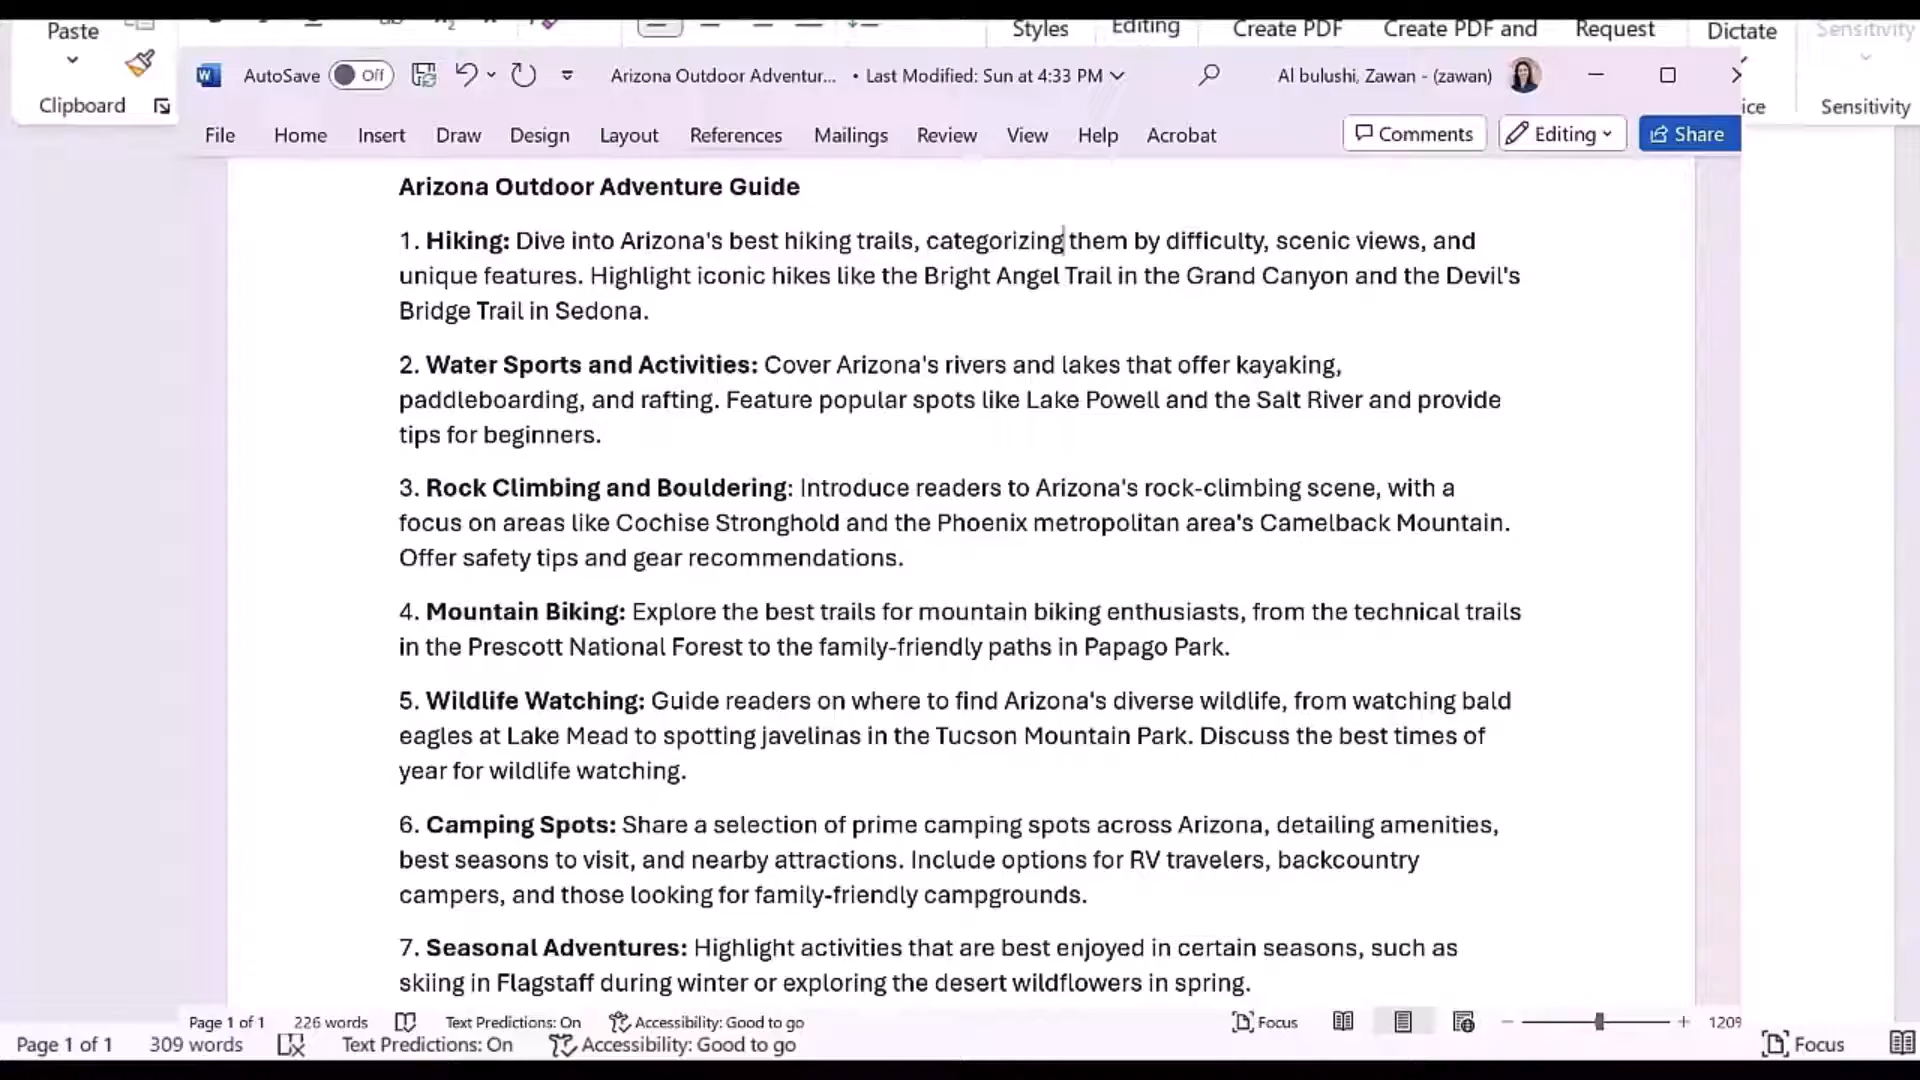 Paste
Styles
Editing
Create PDF
Create PDF and
Request
Dictate
Sensitivity
AutoSave Off
Arizona Outdoor Adventur... • Last Modified: Sun at 4:33 PM
Al bulushi, Zawan - (zawan)
Clipboard
ice
Sensitivity
File Home Insert Draw Design Layout References Mailings Review View Help Acrobat
Comments Editing Share
Arizona Outdoor Adventure Guide
1. Hiking: Dive into Arizona's best hiking trails, categorizing them by difficulty, scenic views, and
unique features. Highlight iconic hikes like the Bright Angel Trail in the Grand Canyon and the Devil's
Bridge Trail in Sedona.
2. Water Sports and Activities: Cover Arizona's rivers and lakes that offer kayaking,
paddleboarding, and rafting. Feature popular spots like Lake Powell and the Salt River and provide
tips for beginners.
3. Rock Climbing and Bouldering: Introduce readers to Arizona's rock-climbing scene, with a
focus on areas like Cochise Stronghold and the Phoenix metropolitan area's Camelback Mountain.
Offer safety tips and gear recommendations.
4. Mountain Biking: Explore the best trails for mountain biking enthusiasts, from the technical trails
in the Prescott National Forest to the family-friendly paths in Papago Park.
5. Wildlife Watching: Guide readers on where to find Arizona's diverse wildlife, from watching bald
eagles at Lake Mead to spotting javelinas in the Tucson Mountain Park. Discuss the best times of
year for wildlife watching.
6. Camping Spots: Share a selection of prime camping spots across Arizona, detailing amenities,
best seasons to visit, and nearby attractions. Include options for RV travelers, backcountry
campers, and those looking for family-friendly campgrounds.
7. Seasonal Adventures: Highlight activities that are best enjoyed in certain seasons, such as
skiing in Flagstaff during winter or exploring the desert wildflowers in spring.
Page 1 of 1 226 words Text Predictions: On Accessibility: Good to go Focus
Page 1 of 1 309 words Text Predictions: On Accessibility: Good to go Focus